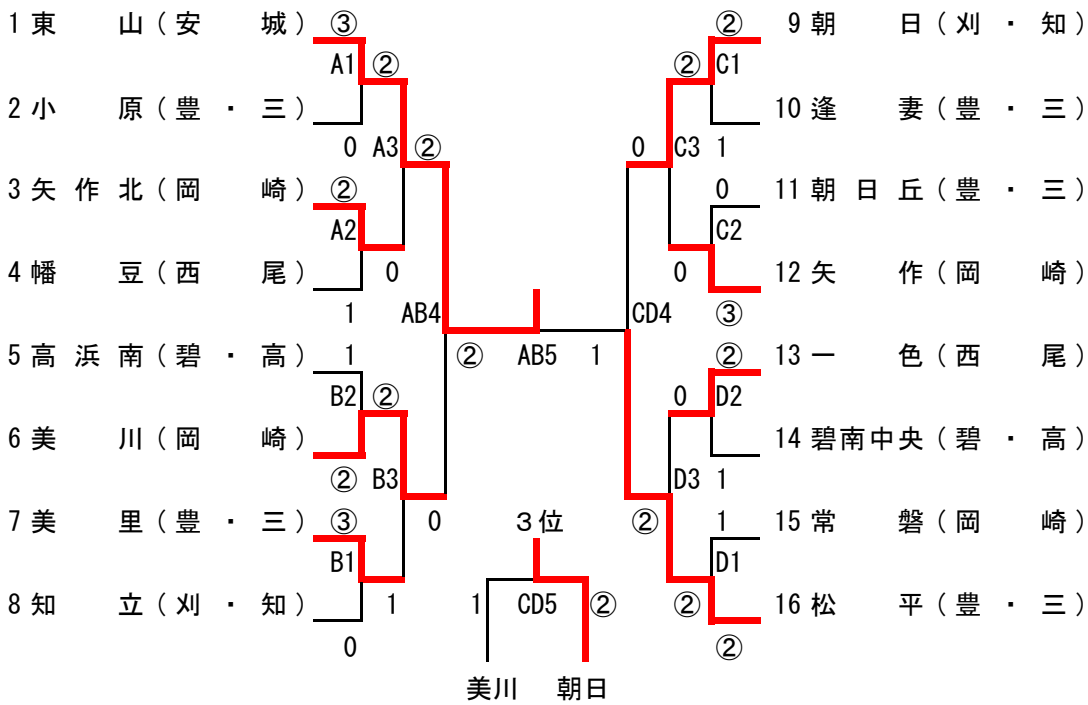 1 東 山 ( 安 城 ) ③ ② 9 朝 日 ( 刈 ・ 知 )
A1 ② ② C1
2 小 原 ( 豊 ・ 三 ) 10 逢 妻 ( 豊 ・ 三 )
0 A3 ② 0 C3 1
3 矢 作 北 ( 岡 崎 ) ② 0 11 朝 日 丘 ( 豊 ・ 三 )
A2 C2
4 幡 豆 ( 西 尾 ) 0 0 12 矢 作 ( 岡 崎 )
1 AB4 CD4 ③
5 高 浜 南 ( 碧 ・ 高 ) 1 ② AB5 1 ② 13 一 色 ( 西 尾 )
B2 ② 0 D2
6 美 川 ( 岡 崎 ) 14 碧南中央 ( 碧 ・ 高 )
② B3 D3 1
7 美 里 ( 豊 ・ 三 ) ③ 0 3位 ② 1 15 常 磐 ( 岡 崎 )
B1 D1
8 知 立 ( 刈 ・ 知 ) 1 1 CD5 ② ② 16 松 平 ( 豊 ・ 三 )
0 ②
美川 朝日